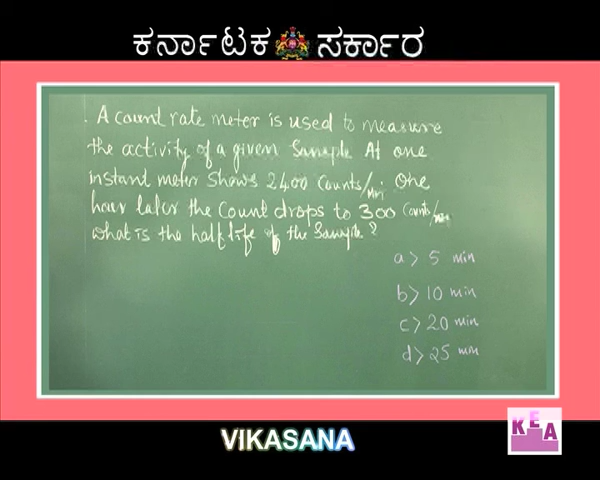 ಕರ್ನಾಟಕ ಸರ್ಕಾರ
. A count rate meter is used to measure
the activity of a given Sample At one
instant meter shows 2400 Counts/min, One
hour later the Count drops to 300 Counts/min
what is the half life of the Sample?
a> 5 min
b> 10 min
c> 20 min
d> 25 min
KEA
VIKASANA